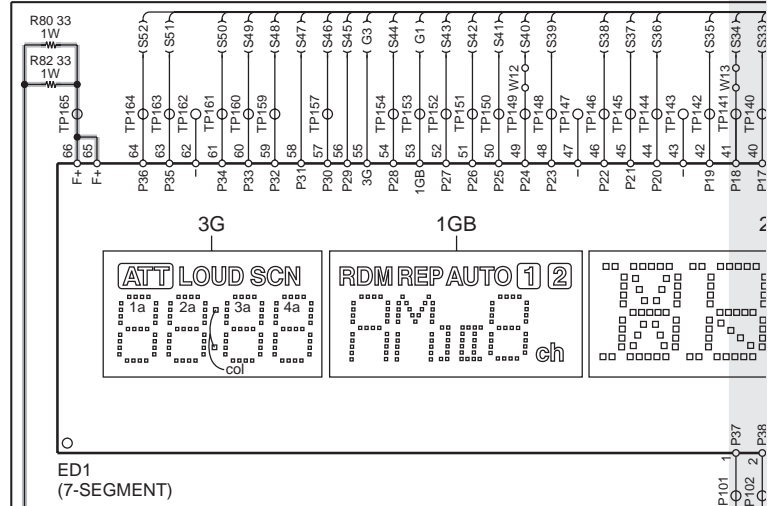 R80 33
1W
R82 33
1W
S52
S51
S50
S49
S48
S47
S46
S45
G3
S44
G1
S43
S42
S41
S40
S39
S38
S37
S36
S35
S34
S33
W12
W13
TP165
TP164
TP163
TP162
TP161
TP160
TP159
TP157
TP154
TP153
TP152
TP151
TP150
TP149
TP148
TP147
TP146
TP145
TP144
TP143
TP142
TP141
TP140
66
65
64
63
62
61
60
59
58
57
56
55
54
53
52
51
50
49
48
47
46
45
44
43
42
41
40
F+
F+
P36
P35
–
P34
P33
P32
P31
P30
P29
3G
P28
1GB
P27
P26
P25
P24
P23
–
P22
P21
P20
–
P19
P18
P17
3G
1GB
2
ATT LOUD SCN
RDM REP AUTO 1 2
1a 2a 3a 4a
col
AM
8
ch
ED1
(7-SEGMENT)
P37
P38
1
2
P101
P102